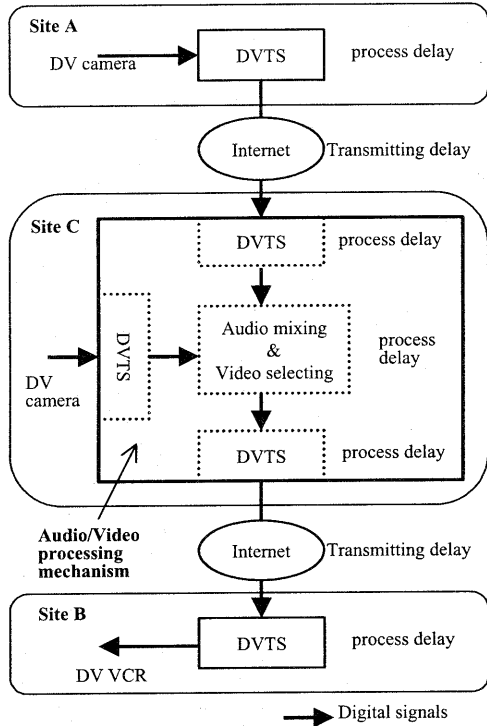 Site A
DV camera
DVTS
process delay
Internet
Transmitting delay
Site C
DVTS
process delay
DVTS
Audio mixing
&
Video selecting
process
delay
DV
camera
DVTS
process delay
Audio/Video
processing
mechanism
Internet
Transmitting delay
Site B
DVTS
process delay
DV VCR
Digital signals